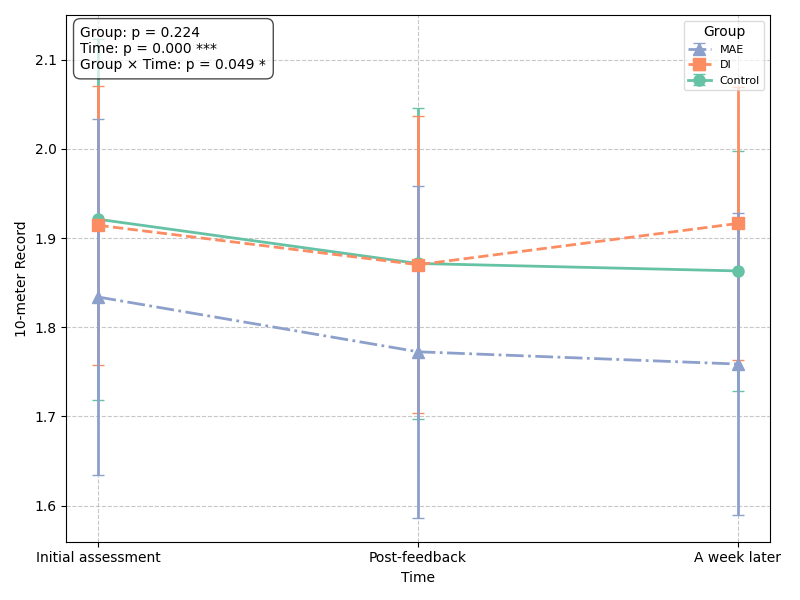 Group: p = 0.224
Time: p = 0.000 ***
Group × Time: p = 0.049 *
Group
MAE
DI
Control
2.1
2.0
1.9
1.8
1.7
1.6
10-meter Record
Initial assessment
Post-feedback
A week later
Time